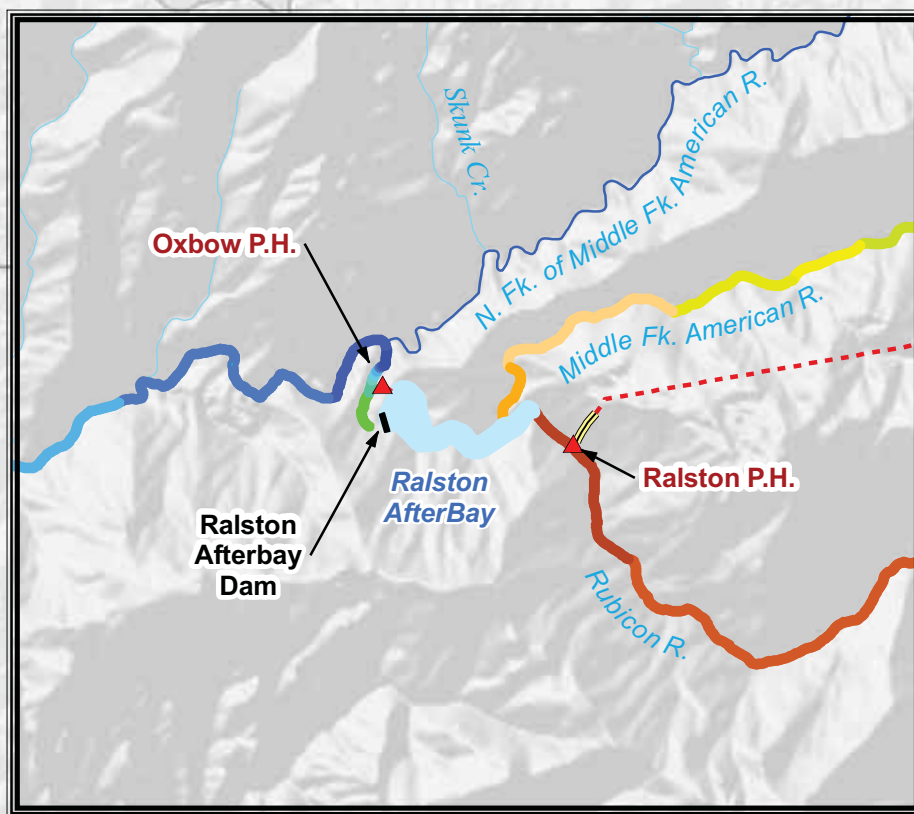 Skunk Cr.
N. Fk. of Middle Fk. American R.
Oxbow P.H.
Middle Fk. American R.
Ralston
AfterBay
Ralston P.H.
Ralston
Afterbay
Dam
Rubicon R.